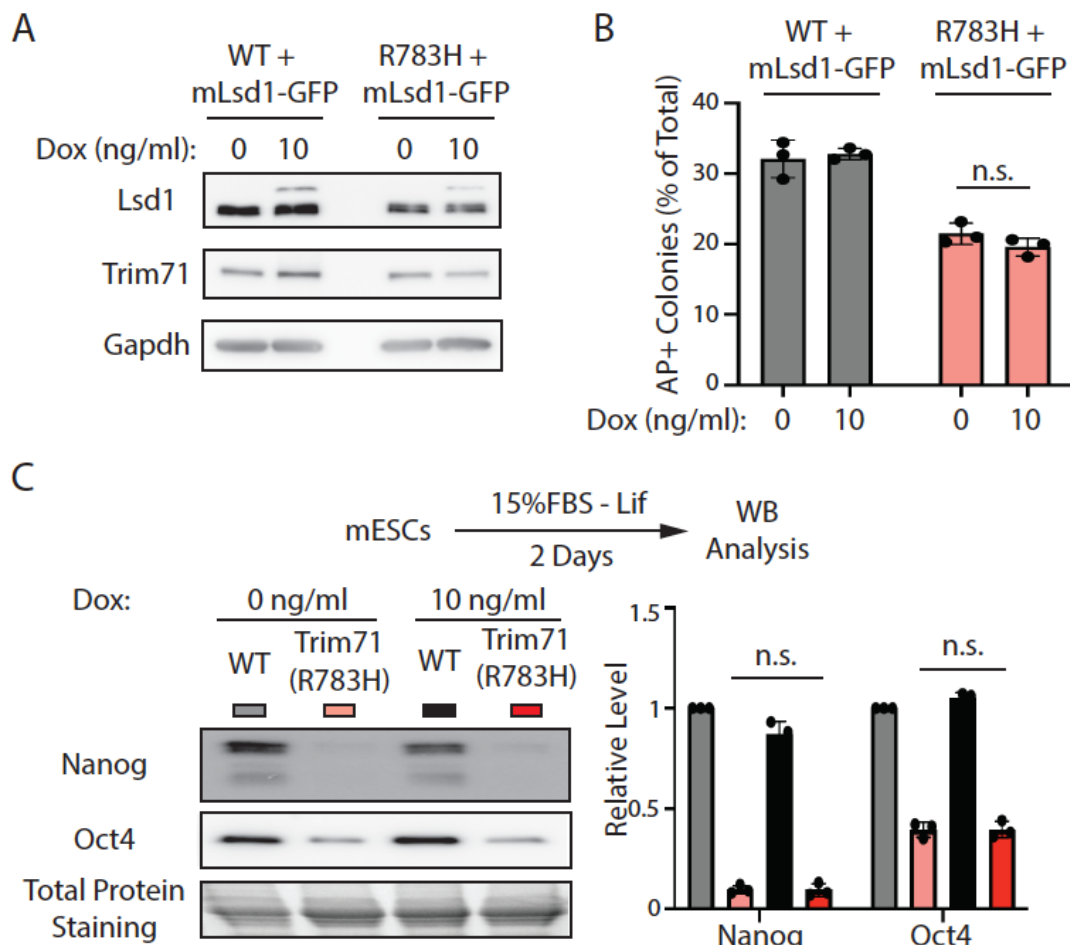 A
WT +
mLsd1-GFP
R783H +
mLsd1-GFP
Dox (ng/ml): 0 10 0 10
Lsd1
Trim71
Gapdh
B
WT +
mLsd1-GFP
R783H +
mLsd1-GFP
AP+ Colonies (% of Total)
40
30
20
10
0
n.s.
Dox (ng/ml): 0 10 0 10
C
mESCs
15%FBS - Lif
2 Days
WB
Analysis
Dox: 0 ng/ml 10 ng/ml
WT Trim71 (R783H) WT Trim71 (R783H)
Nanog
Oct4
Total Protein
Staining
Relative Level
1.5
1
0.5
0
n.s. n.s.
Nanog Oct4